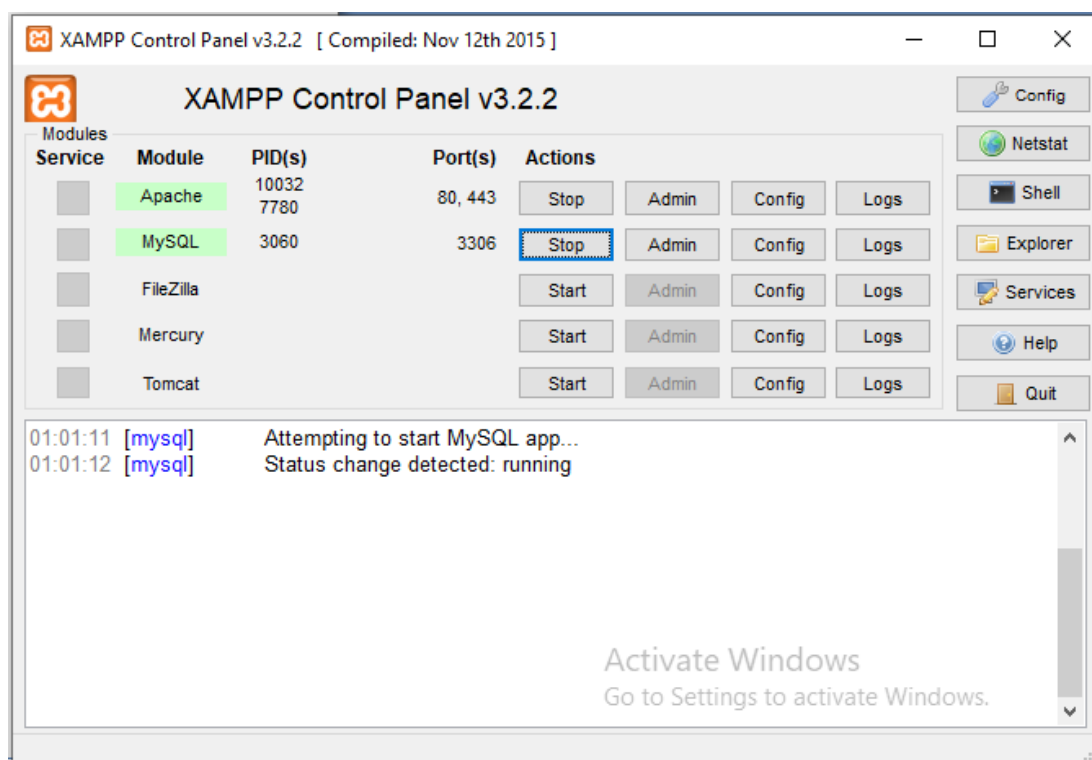 XAMPP Control Panel v3.2.2 [ Compiled: Nov 12th 2015 ]
XAMPP Control Panel v3.2.2
Config
Modules
Netstat
Service Module PID(s) Port(s) Actions
Apache 10032 7780 80, 443 Stop Admin Config Logs
Shell
MySQL 3060 3306 Stop Admin Config Logs
Explorer
FileZilla Start Admin Config Logs
Services
Mercury Start Admin Config Logs
Help
Tomcat Start Admin Config Logs
Quit
01:01:11 [mysql] Attempting to start MySQL app...
01:01:12 [mysql] Status change detected: running
Activate Windows
Go to Settings to activate Windows.